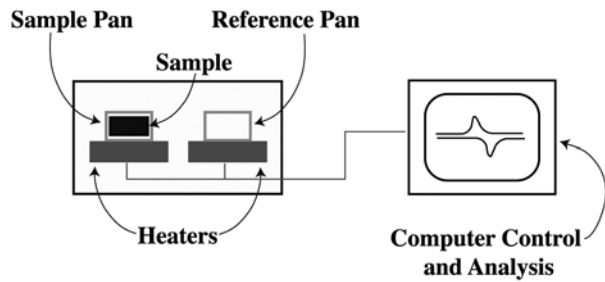 Sample Pan
Reference Pan
Sample
Heaters
Computer Control
and Analysis